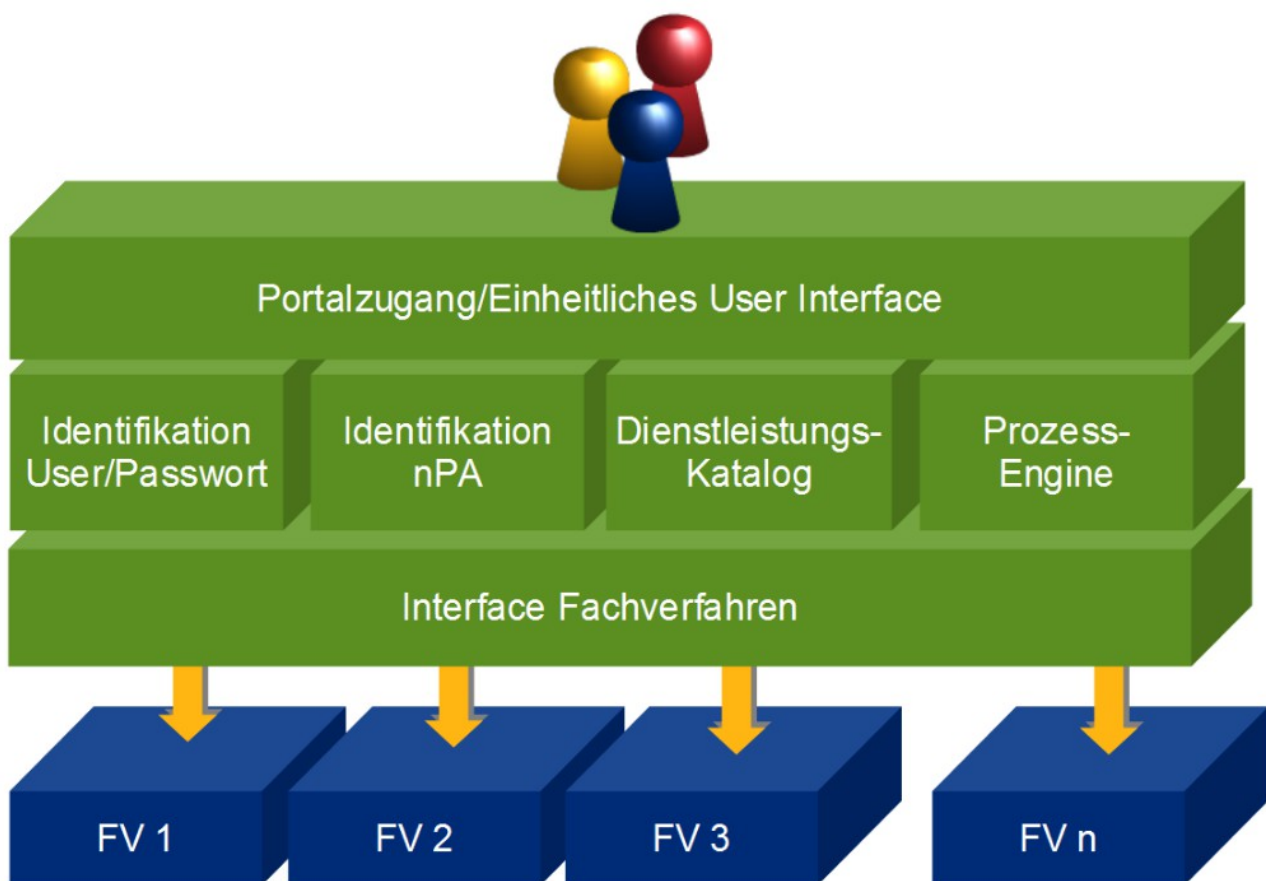 Portalzugang/Einheitliches User Interface
Identifikation
User/Passwort
Identifikation
nPA
Dienstleistungs-
Katalog
Prozess-
Engine
Interface Fachverfahren
FV 1
FV 2
FV 3
FV n